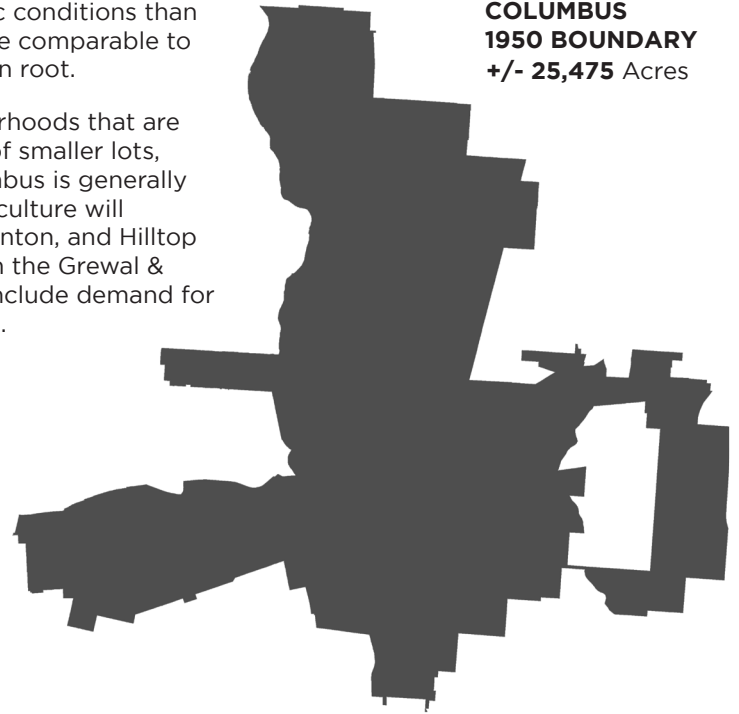 c conditions than
e comparable to
n root.
rhoods that are
of smaller lots,
bus is generally
culture will
nton, and Hilltop
n the Grewal &
nclude demand for
.
COLUMBUS
1950 BOUNDARY
+/- 25,475 Acres